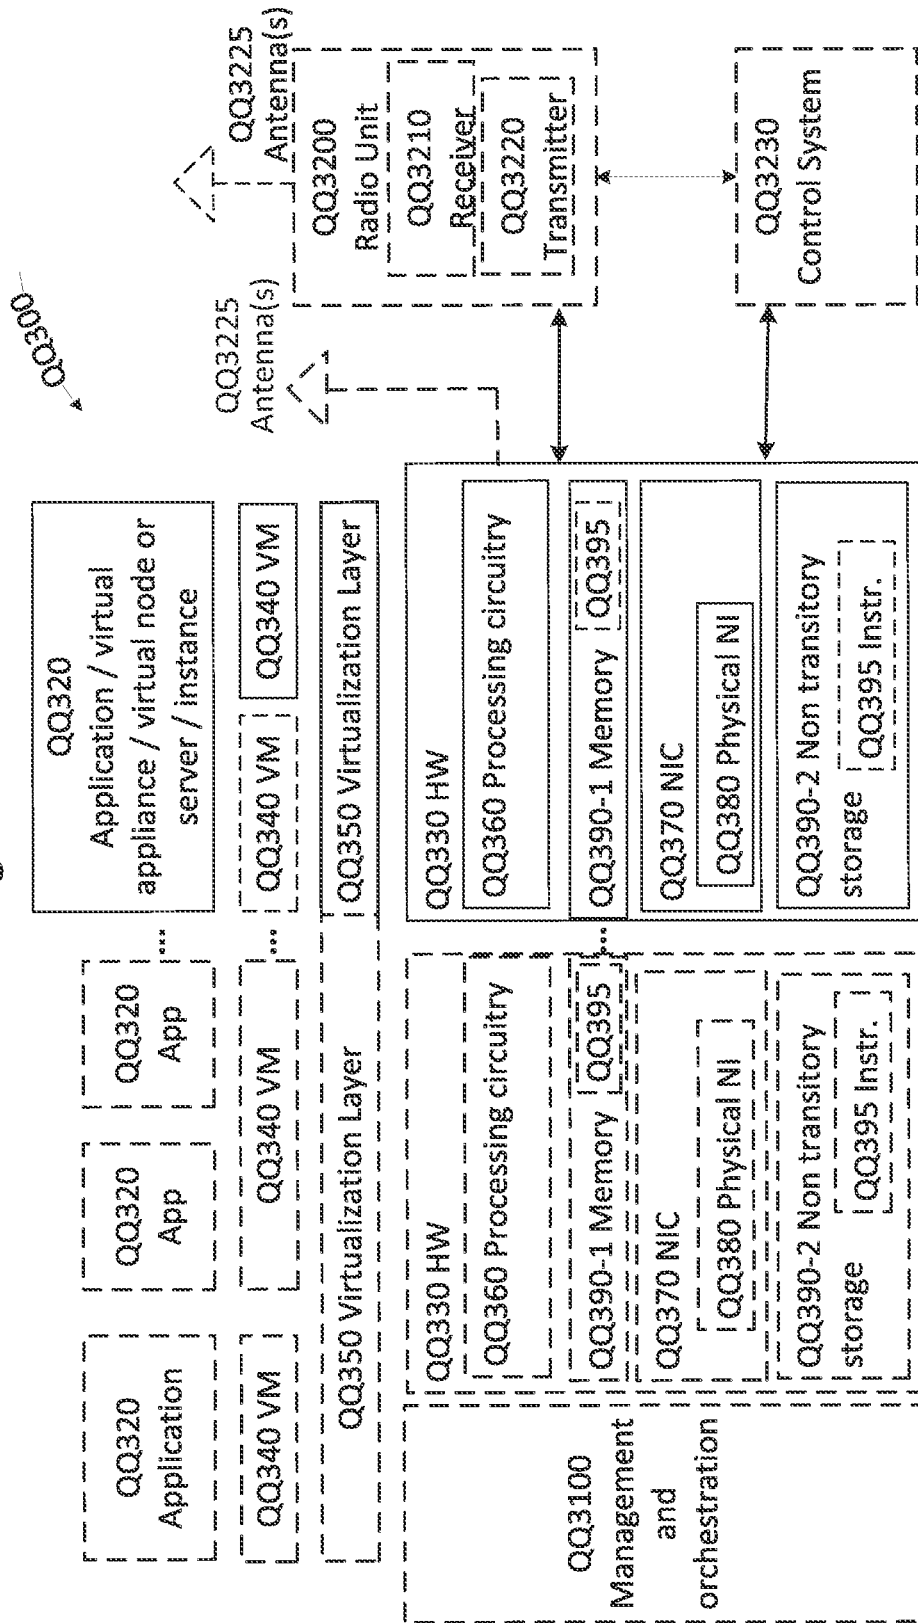 QQ300
QQ320
Application
QQ320
App
QQ320
App
...
QQ320
Application / virtual
appliance / virtual node or
server / instance
QQ340 VM
QQ340 VM
...
QQ340 VM
QQ340 VM
QQ350 Virtualization Layer
QQ350 Virtualization Layer
QQ3225
Antenna(s)
QQ3225
Antenna(s)
QQ3100
Management
and
orchestration
QQ330 HW
QQ360 Processing circuitry
QQ390-1 Memory
QQ395
QQ370 NIC
QQ380 Physical NI
QQ390-2 Non transitory
storage
QQ395 Instr.
...
QQ330 HW
QQ360 Processing circuitry
QQ390-1 Memory
QQ395
QQ370 NIC
QQ380 Physical NI
QQ390-2 Non transitory
storage
QQ395 Instr.
QQ3200
Radio Unit
QQ3210
Receiver
QQ3220
Transmitter
QQ3230
Control System